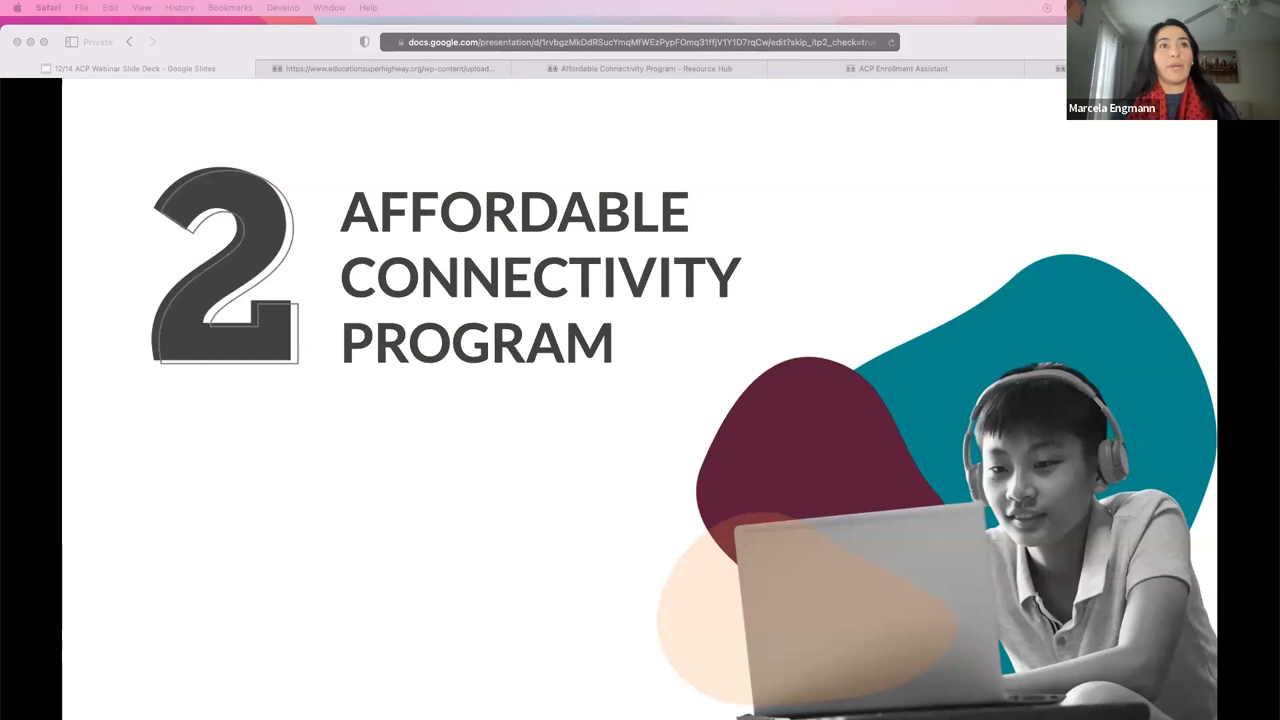 Safari File Edit View History Bookmarks Develop Window Help
Private
docs.google.com/presentation/d/1rvbgzMkDdRSucYmqMfWEzPypFOmq31ffjV1Y1D7rqCw/edit?skip_itp2_check=tru...
12/14 ACP Webinar Slide Deck - Google Slides
https://www.educationsuperhighway.org/wp-content/upload...
Affordable Connectivity Program - Resource Hub
ACP Enrollment Assistant
Marcela Engmann
2
AFFORDABLE
CONNECTIVITY
PROGRAM